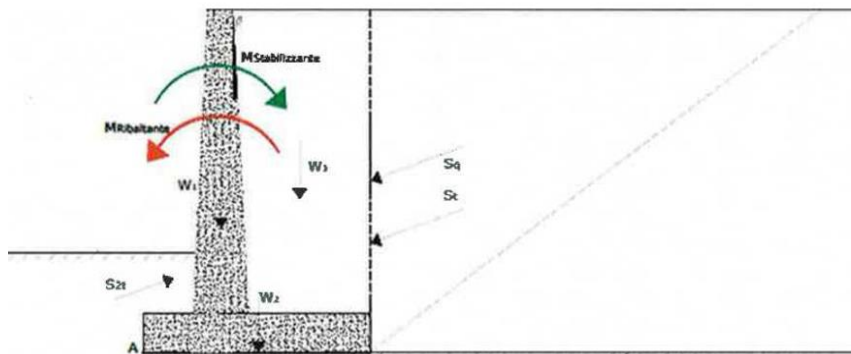 MStabilizzante
MRibaltante
W3
Sq
W1
St
S2t
W2
A